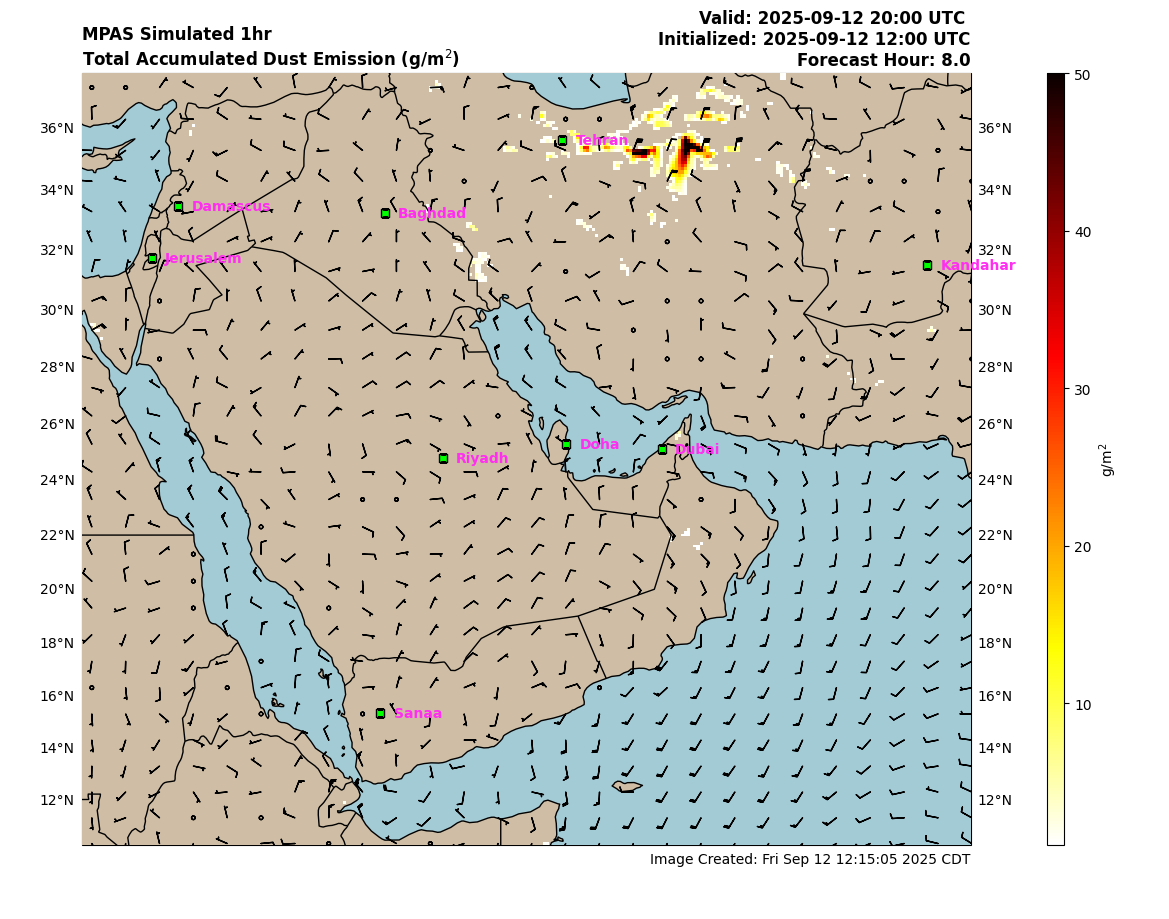 MPAS Simulated 1hr
Total Accumulated Dust Emission (g/m²)
Valid: 2025-09-12 20:00 UTC
Initialized: 2025-09-12 12:00 UTC
Forecast Hour: 8.0
36°N
34°N
32°N
30°N
28°N
26°N
24°N
22°N
20°N
18°N
16°N
14°N
12°N
Tehran
Damascus
Baghdad
Jerusalem
Kandahar
Doha
Dubai
Riyadh
Sanaa
36°N
34°N
32°N
30°N
28°N
26°N
24°N
22°N
20°N
18°N
16°N
14°N
12°N
50
40
30
20
10
g/m²
Image Created: Fri Sep 12 12:15:05 2025 CDT